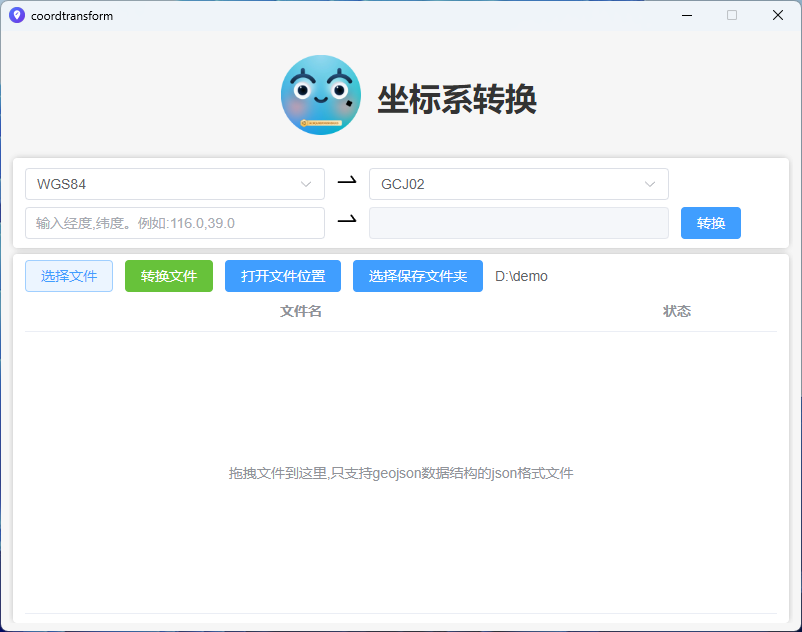 coordtransform
坐标系转换
WGS84
GCJ02
输入经度,纬度。例如:116.0,39.0
转换
选择文件 转换文件 打开文件位置 选择保存文件夹 D:\demo
文件名 状态
拖拽文件到这里,只支持geojson数据结构的json格式文件